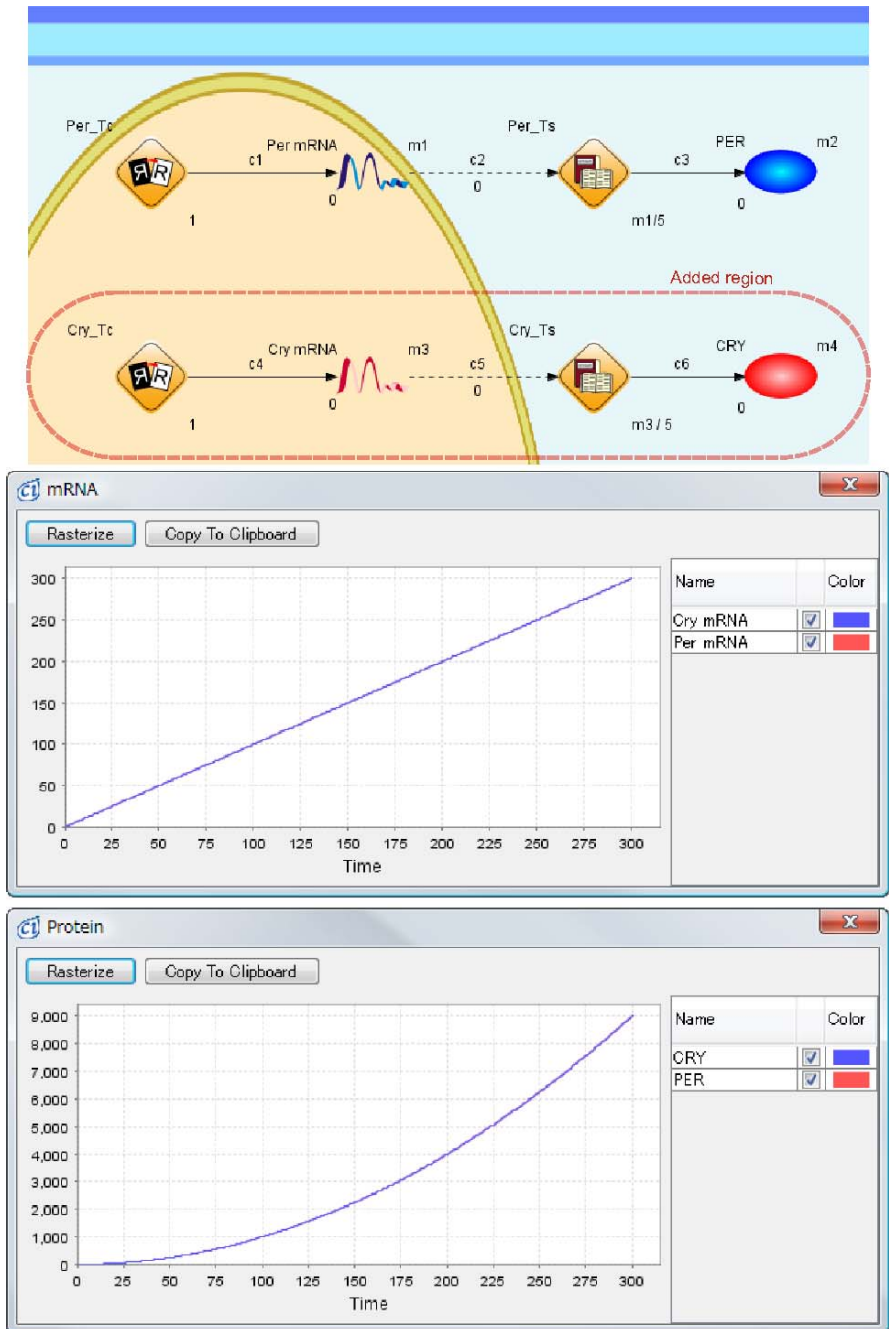 Per_Tc
Per mRNA
m1
Per_Ts
PER
m2
c1
c2
c3
0
0
0
1
m1/5
Added region
Cry_Tc
Cry mRNA
m3
Cry_Ts
CRY
m4
c4
c5
c6
0
0
0
1
m3 / 5
mRNA
Rasterize
Copy To Clipboard
Name Color
Cry mRNA
Per mRNA
300
250
200
150
100
50
0
0 25 50 75 100 125 150 175 200 225 250 275 300
Time
Protein
Rasterize
Copy To Clipboard
Name Color
CRY
PER
9,000
8,000
7,000
6,000
5,000
4,000
3,000
2,000
1,000
0
0 25 50 75 100 125 150 175 200 225 250 275 300
Time